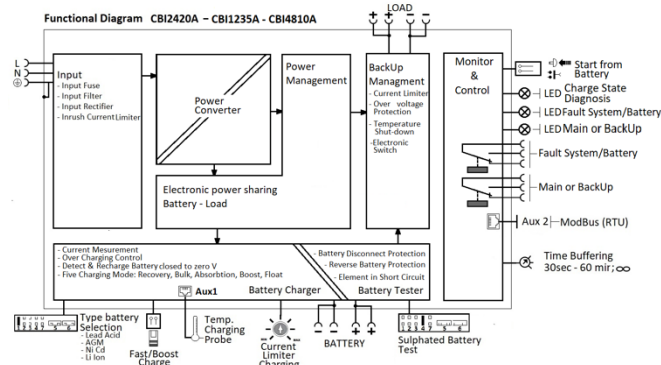 Functional Diagram CBI2420A – CBI1235A - CBI4810A
LOAD
+ + - -
L
N
Input
- Input Fuse
- Input Filter
- Input Rectifier
- Inrush CurrentLimiter
Power
Converter
Power
Management
BackUp
Managment
- Current Limiter
- Over voltage
Protection
- Temperature
Shut-down
-Electronic
Switch
Monitor
&
Control
Start from
Battery
LED Charge State
Diagnosis
LED Fault System/Battery
LED Main or BackUp
Fault System/Battery
Main or BackUp
Aux 2 ModBus (RTU)
Time Buffering
30sec - 60 mir; ∞
Electronic power sharing
Battery - Load
- Current Mesurement
- Over Charging Control
- Detect & Recharge Battery closed to zero V
- Five Charging Mode: Recovery, Bulk, Absorbtion, Boost, Float
Aux1
Battery Charger
- Battery Disconnect Protection
- Reverse Battery Protection
- Element in Short Circuit
Battery Tester
Type battery
Selection
- Lead Acid
- AGM
- Ni Cd
- Li Ion
Fast/Boost
Charge
Temp.
Charging
Probe
Current
Limiter
Charging
- - + +
BATTERY
Sulphated Battery
Test